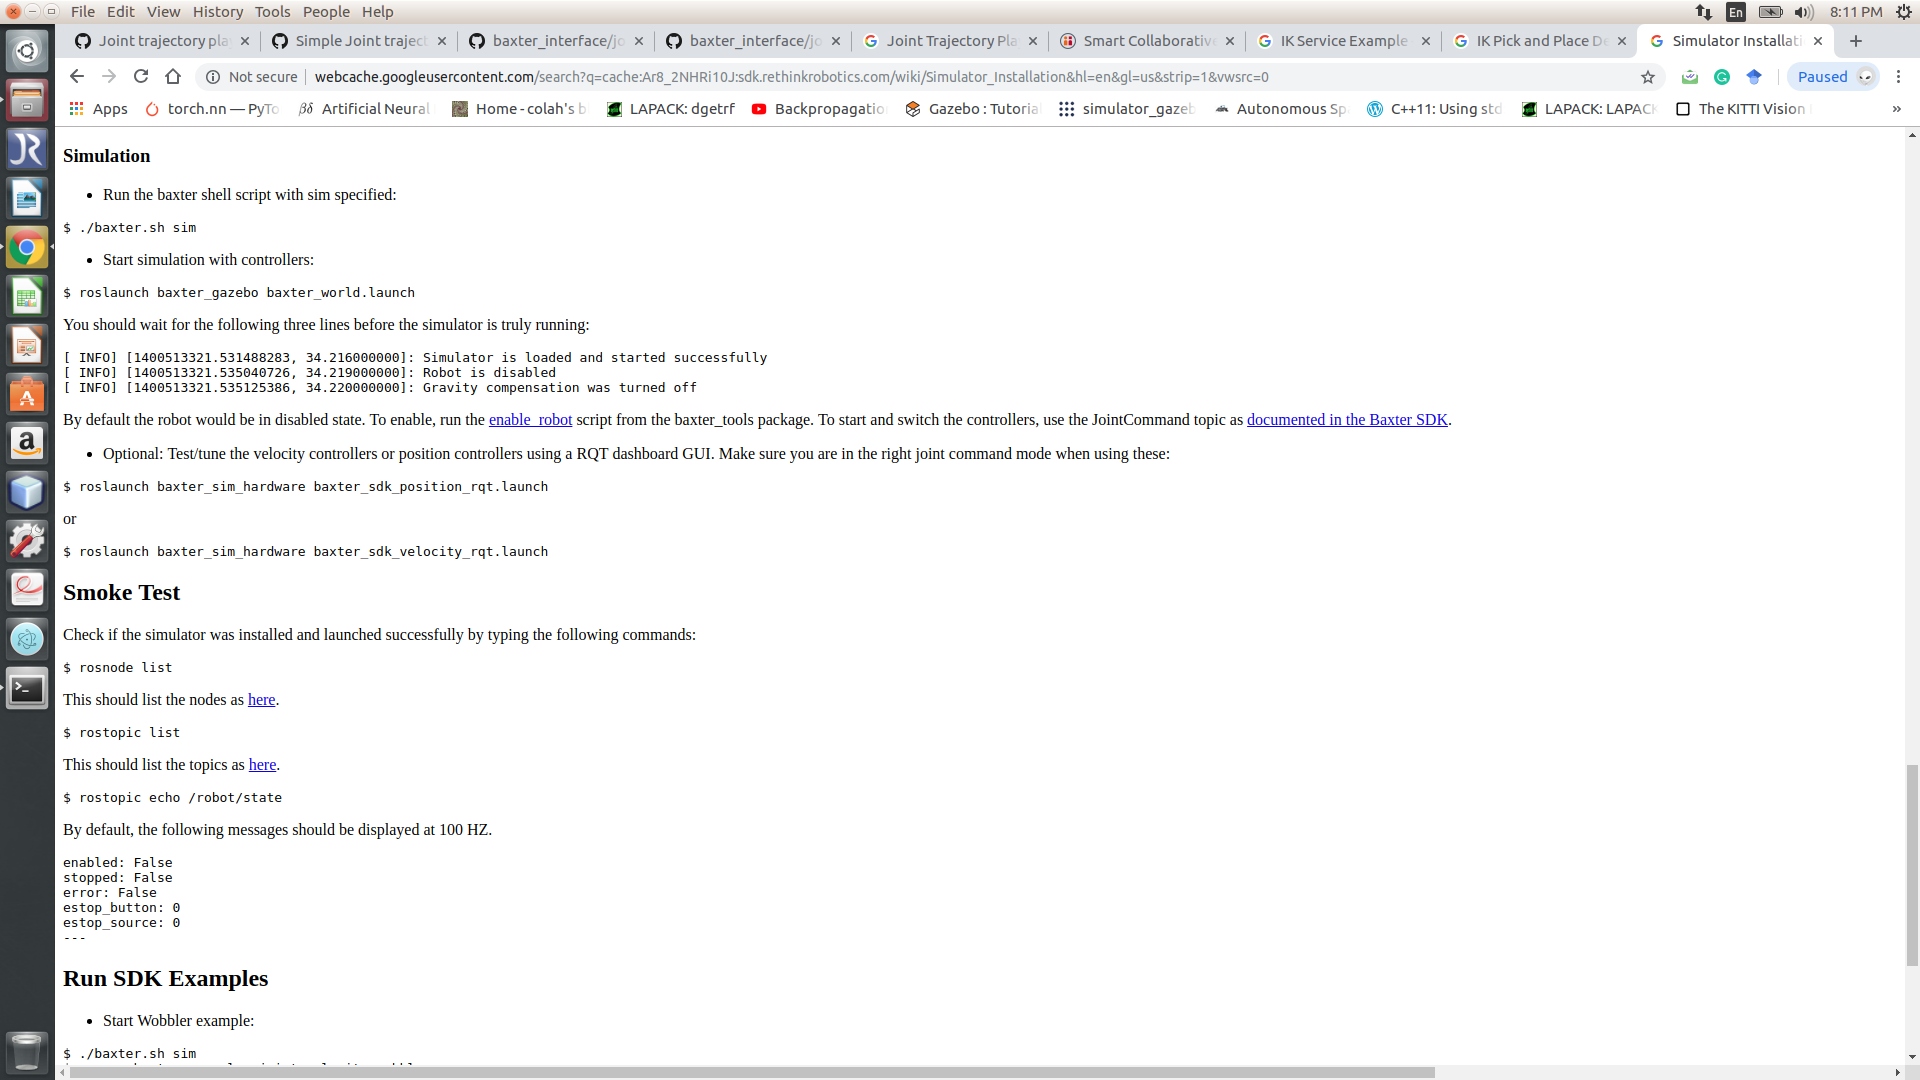 File Edit View History Tools People Help
En 8:11 PM
Joint trajectory pla
Simple Joint traject
baxter_interface/jo
baxter_interface/jo
Joint Trajectory Pla
Smart Collaborative
IK Service Example
IK Pick and Place De
Simulator Installati
Not secure webcache.googleusercontent.com/search?q=cache:Ar8_2NHRi10J:sdk.rethinkrobotics.com/wiki/Simulator_Installation&hl=en&gl=us&strip=1&vwsrc=0
Paused
Apps
torch.nn — PyTo
βδ Artificial Neural
Home - colah's b
LAPACK: dgetrf
Backpropagatio
Gazebo : Tutorial
simulator_gazeb
Autonomous Sp
C++11: Using std
LAPACK: LAPACK
The KITTI Vision
»
Simulation
• Run the baxter shell script with sim specified:
$ ./baxter.sh sim
• Start simulation with controllers:
$ roslaunch baxter_gazebo baxter_world.launch
You should wait for the following three lines before the simulator is truly running:
[ INFO] [1400513321.531488283, 34.216000000]: Simulator is loaded and started successfully
[ INFO] [1400513321.535040726, 34.219000000]: Robot is disabled
[ INFO] [1400513321.535125386, 34.220000000]: Gravity compensation was turned off
By default the robot would be in disabled state. To enable, run the enable_robot script from the baxter_tools package. To start and switch the controllers, use the JointCommand topic as documented in the Baxter SDK.
• Optional: Test/tune the velocity controllers or position controllers using a RQT dashboard GUI. Make sure you are in the right joint command mode when using these:
$ roslaunch baxter_sim_hardware baxter_sdk_position_rqt.launch
or
$ roslaunch baxter_sim_hardware baxter_sdk_velocity_rqt.launch
Smoke Test
Check if the simulator was installed and launched successfully by typing the following commands:
$ rosnode list
This should list the nodes as here.
$ rostopic list
This should list the topics as here.
$ rostopic echo /robot/state
By default, the following messages should be displayed at 100 HZ.
enabled: False
stopped: False
error: False
estop_button: 0
estop_source: 0
---
Run SDK Examples
• Start Wobbler example:
$ ./baxter.sh sim